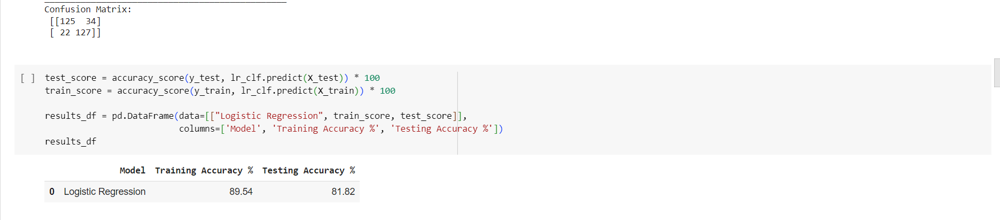 Confusion Matrix:
[[125  34]
[ 22 127]]
[ ] test_score = accuracy_score(y_test, lr_clf.predict(X_test)) * 100
train_score = accuracy_score(y_train, lr_clf.predict(X_train)) * 100
results_df = pd.DataFrame(data=[["Logistic Regression", train_score, test_score]],
columns=['Model', 'Training Accuracy %', 'Testing Accuracy %'])
results_df
Model Training Accuracy % Testing Accuracy %
0 Logistic Regression 89.54 81.82